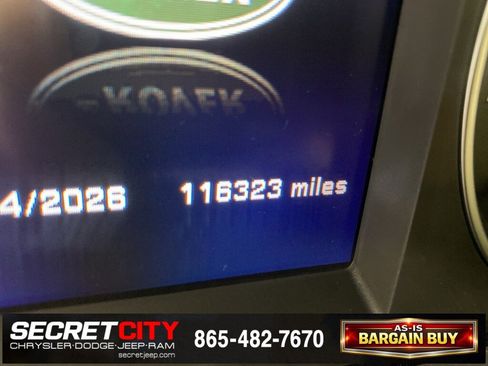 ROVER
4/2026 116323 miles
SECRET CITY
CHRYSLER•DODGE•JEEP•RAM
secretjeep.com
865-482-7670
AS-IS
BARGAIN BUY